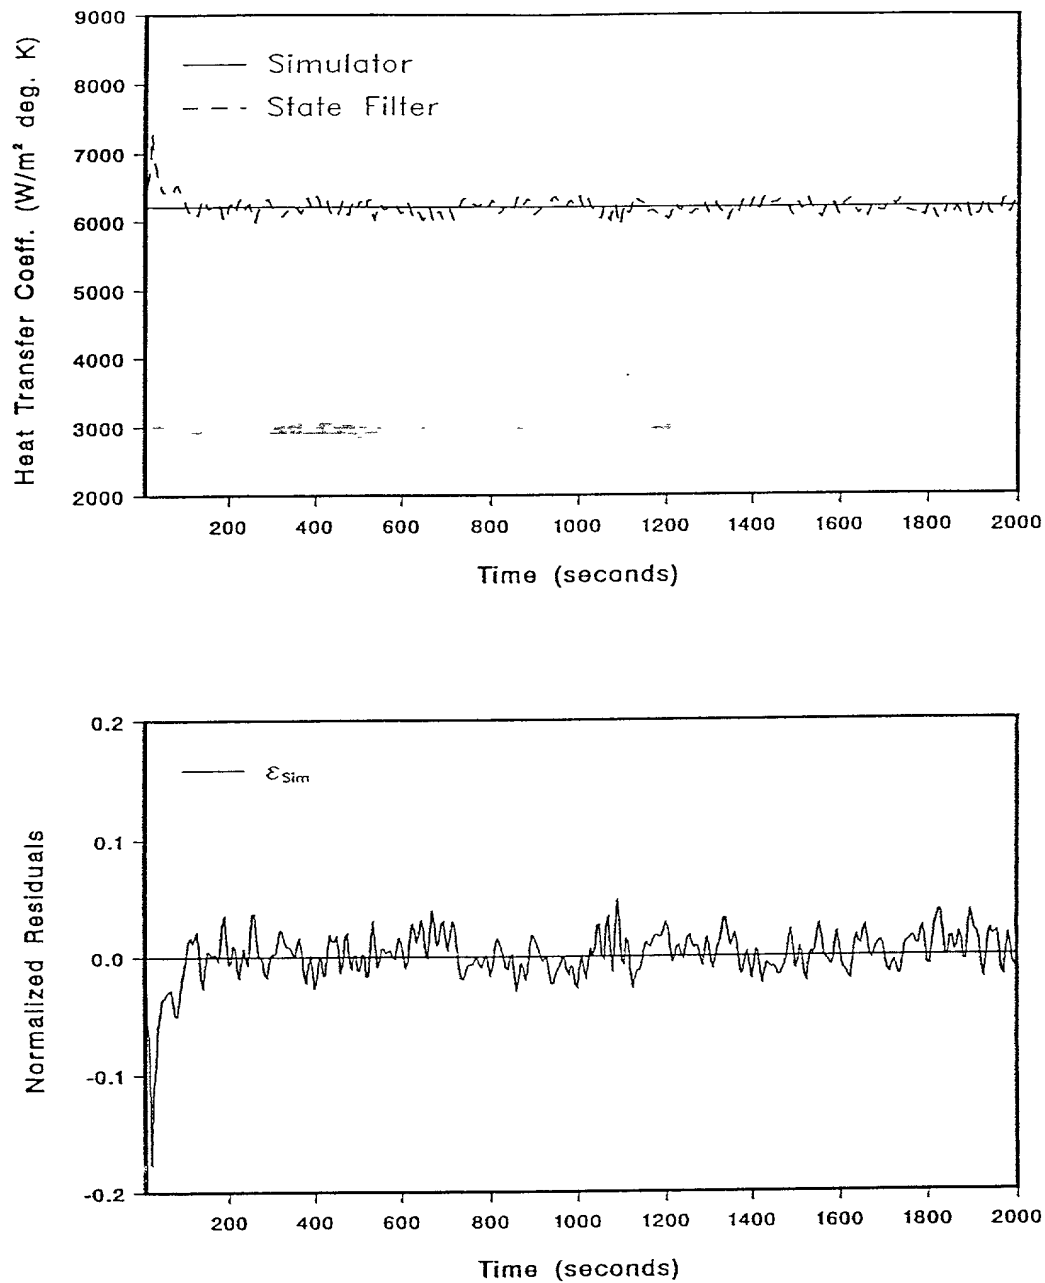 9000
8000
7000
6000
5000
4000
3000
2000
Heat Transfer Coeff. (W/m² deg. K)
Simulator
State Filter
200 400 600 800 1000 1200 1400 1600 1800 2000
Time (seconds)
0.2
0.1
0.0
-0.1
-0.2
Normalized Residuals
εSim
200 400 600 800 1000 1200 1400 1600 1800 2000
Time (seconds)